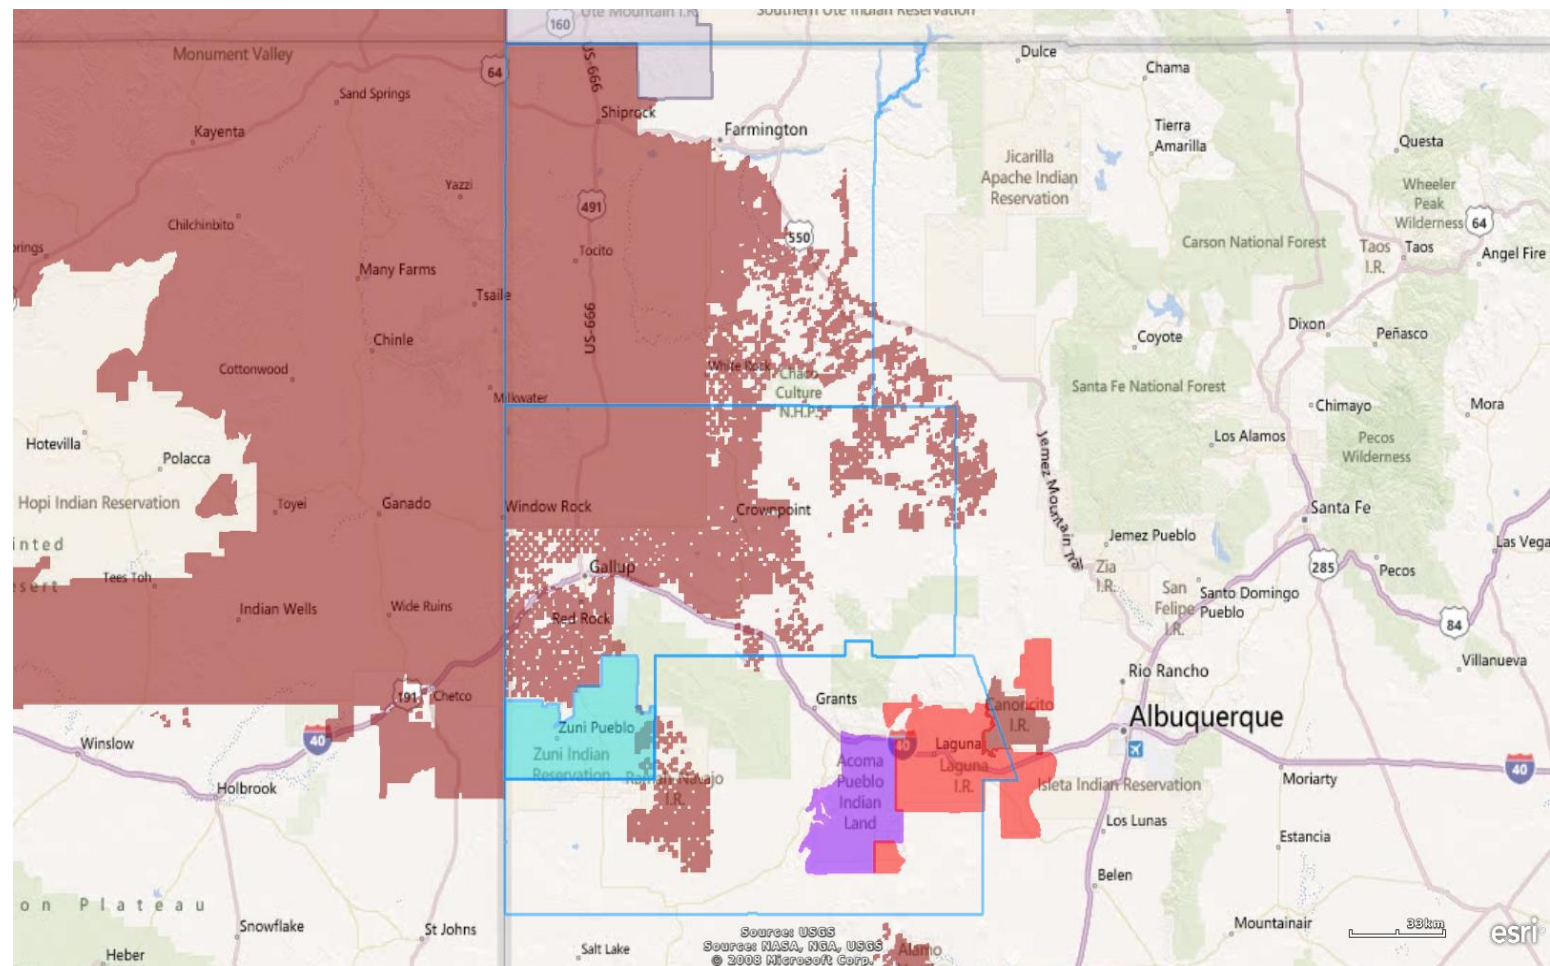 160
Ute Mountain I.R.
Southern Ute Indian Reservation
Monument Valley
64
US-666
Dulce
Chama
Sand Springs
Shiprock
Farmington
Kayenta
Tierra
Amarilla
Questa
Jicarilla
Apache Indian
Reservation
Wheeler
Peak
Wilderness
64
Yazzi
491
Chilchinbito
550
Carson National Forest
Taos
I.R.
Taos
Angel Fire
rings
Tocito
Many Farms
Tsaile
US-666
Chinle
Coyote
Dixon
Peñasco
Cottonwood
White Rock
Chaco
Culture
N.H.P.
Santa Fe National Forest
Milkwater
Chimayo
Mora
Hotevilla
Polacca
Los Alamos
Pecos
Wilderness
Jemez Mountain Trl
Hopi Indian Reservation
Toyei
Ganado
Window Rock
Crownpoint
Santa Fe
inted
esert
Jemez Pueblo
Las Vega
Tees Toh
Gallup
Zia
I.R.
285
Pecos
San
Felipe
I.R.
Santo Domingo
Pueblo
Indian Wells
Wide Ruins
Red Rock
84
Villanueva
Rio Rancho
191
Chetco
Grants
Canoncito
I.R.
Albuquerque
Zuni Pueblo
40
Winslow
40
Laguna
Zuni Indian
Reservation
Acoma
Pueblo
Indian
Land
Laguna
I.R.
40
Ramah Navajo
I.R.
Isleta Indian Reservation
Moriarty
Holbrook
Los Lunas
Estancia
Belen
on Plateau
Snowflake
St Johns
Mountainair
33km
esri
Source: USGS
Source: NASA, NGA, USGS
© 2008 Microsoft Corp.
Salt Lake
Alamo
Heber